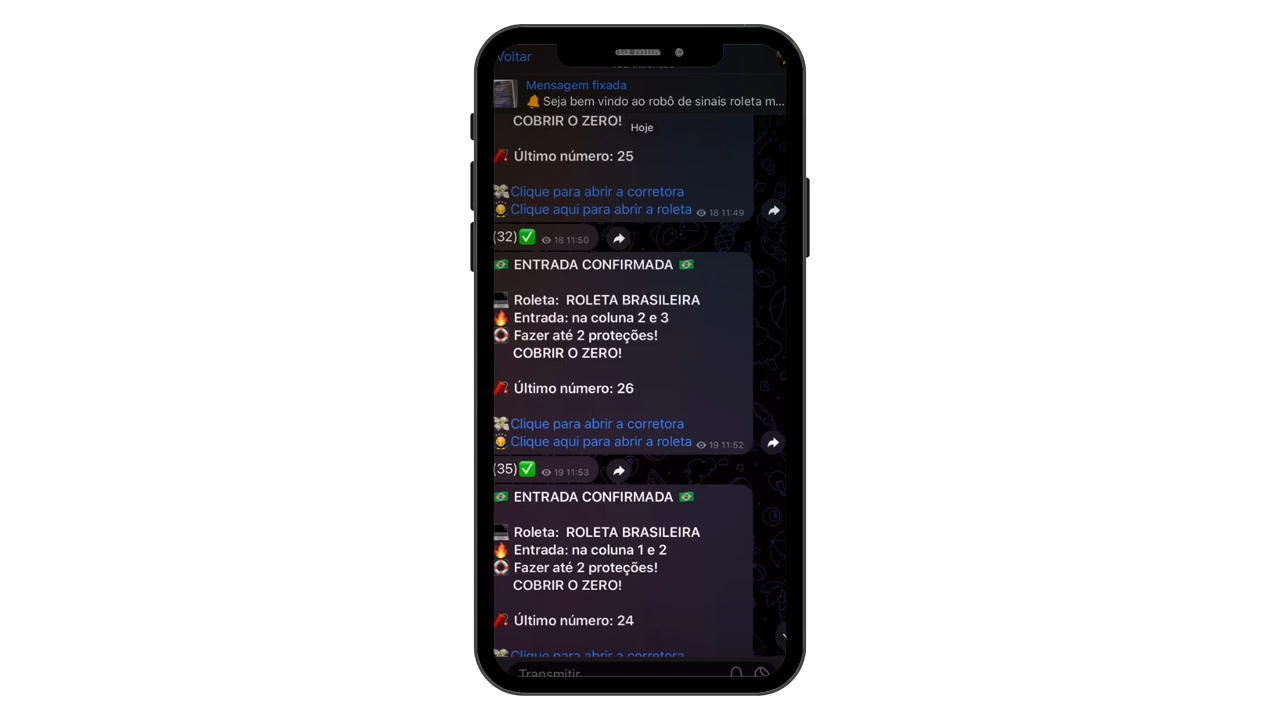 Voltar
Mensagem fixada
🔔 Seja bem vindo ao robô de sinais roleta m...
COBRIR O ZERO!
Hoje
Último número: 25
Clique para abrir a corretora
Clique aqui para abrir a roleta 18 11:49
(32)✅ 18 11:50
🇧🇷 ENTRADA CONFIRMADA 🇧🇷
Roleta: ROLETA BRASILEIRA
Entrada: na coluna 2 e 3
Fazer até 2 proteções!
COBRIR O ZERO!
Último número: 26
Clique para abrir a corretora
Clique aqui para abrir a roleta 19 11:52
(35)✅ 19 11:53
🇧🇷 ENTRADA CONFIRMADA 🇧🇷
Roleta: ROLETA BRASILEIRA
Entrada: na coluna 1 e 2
Fazer até 2 proteções!
COBRIR O ZERO!
Último número: 24
Clique para abrir a corretora
Transmitir